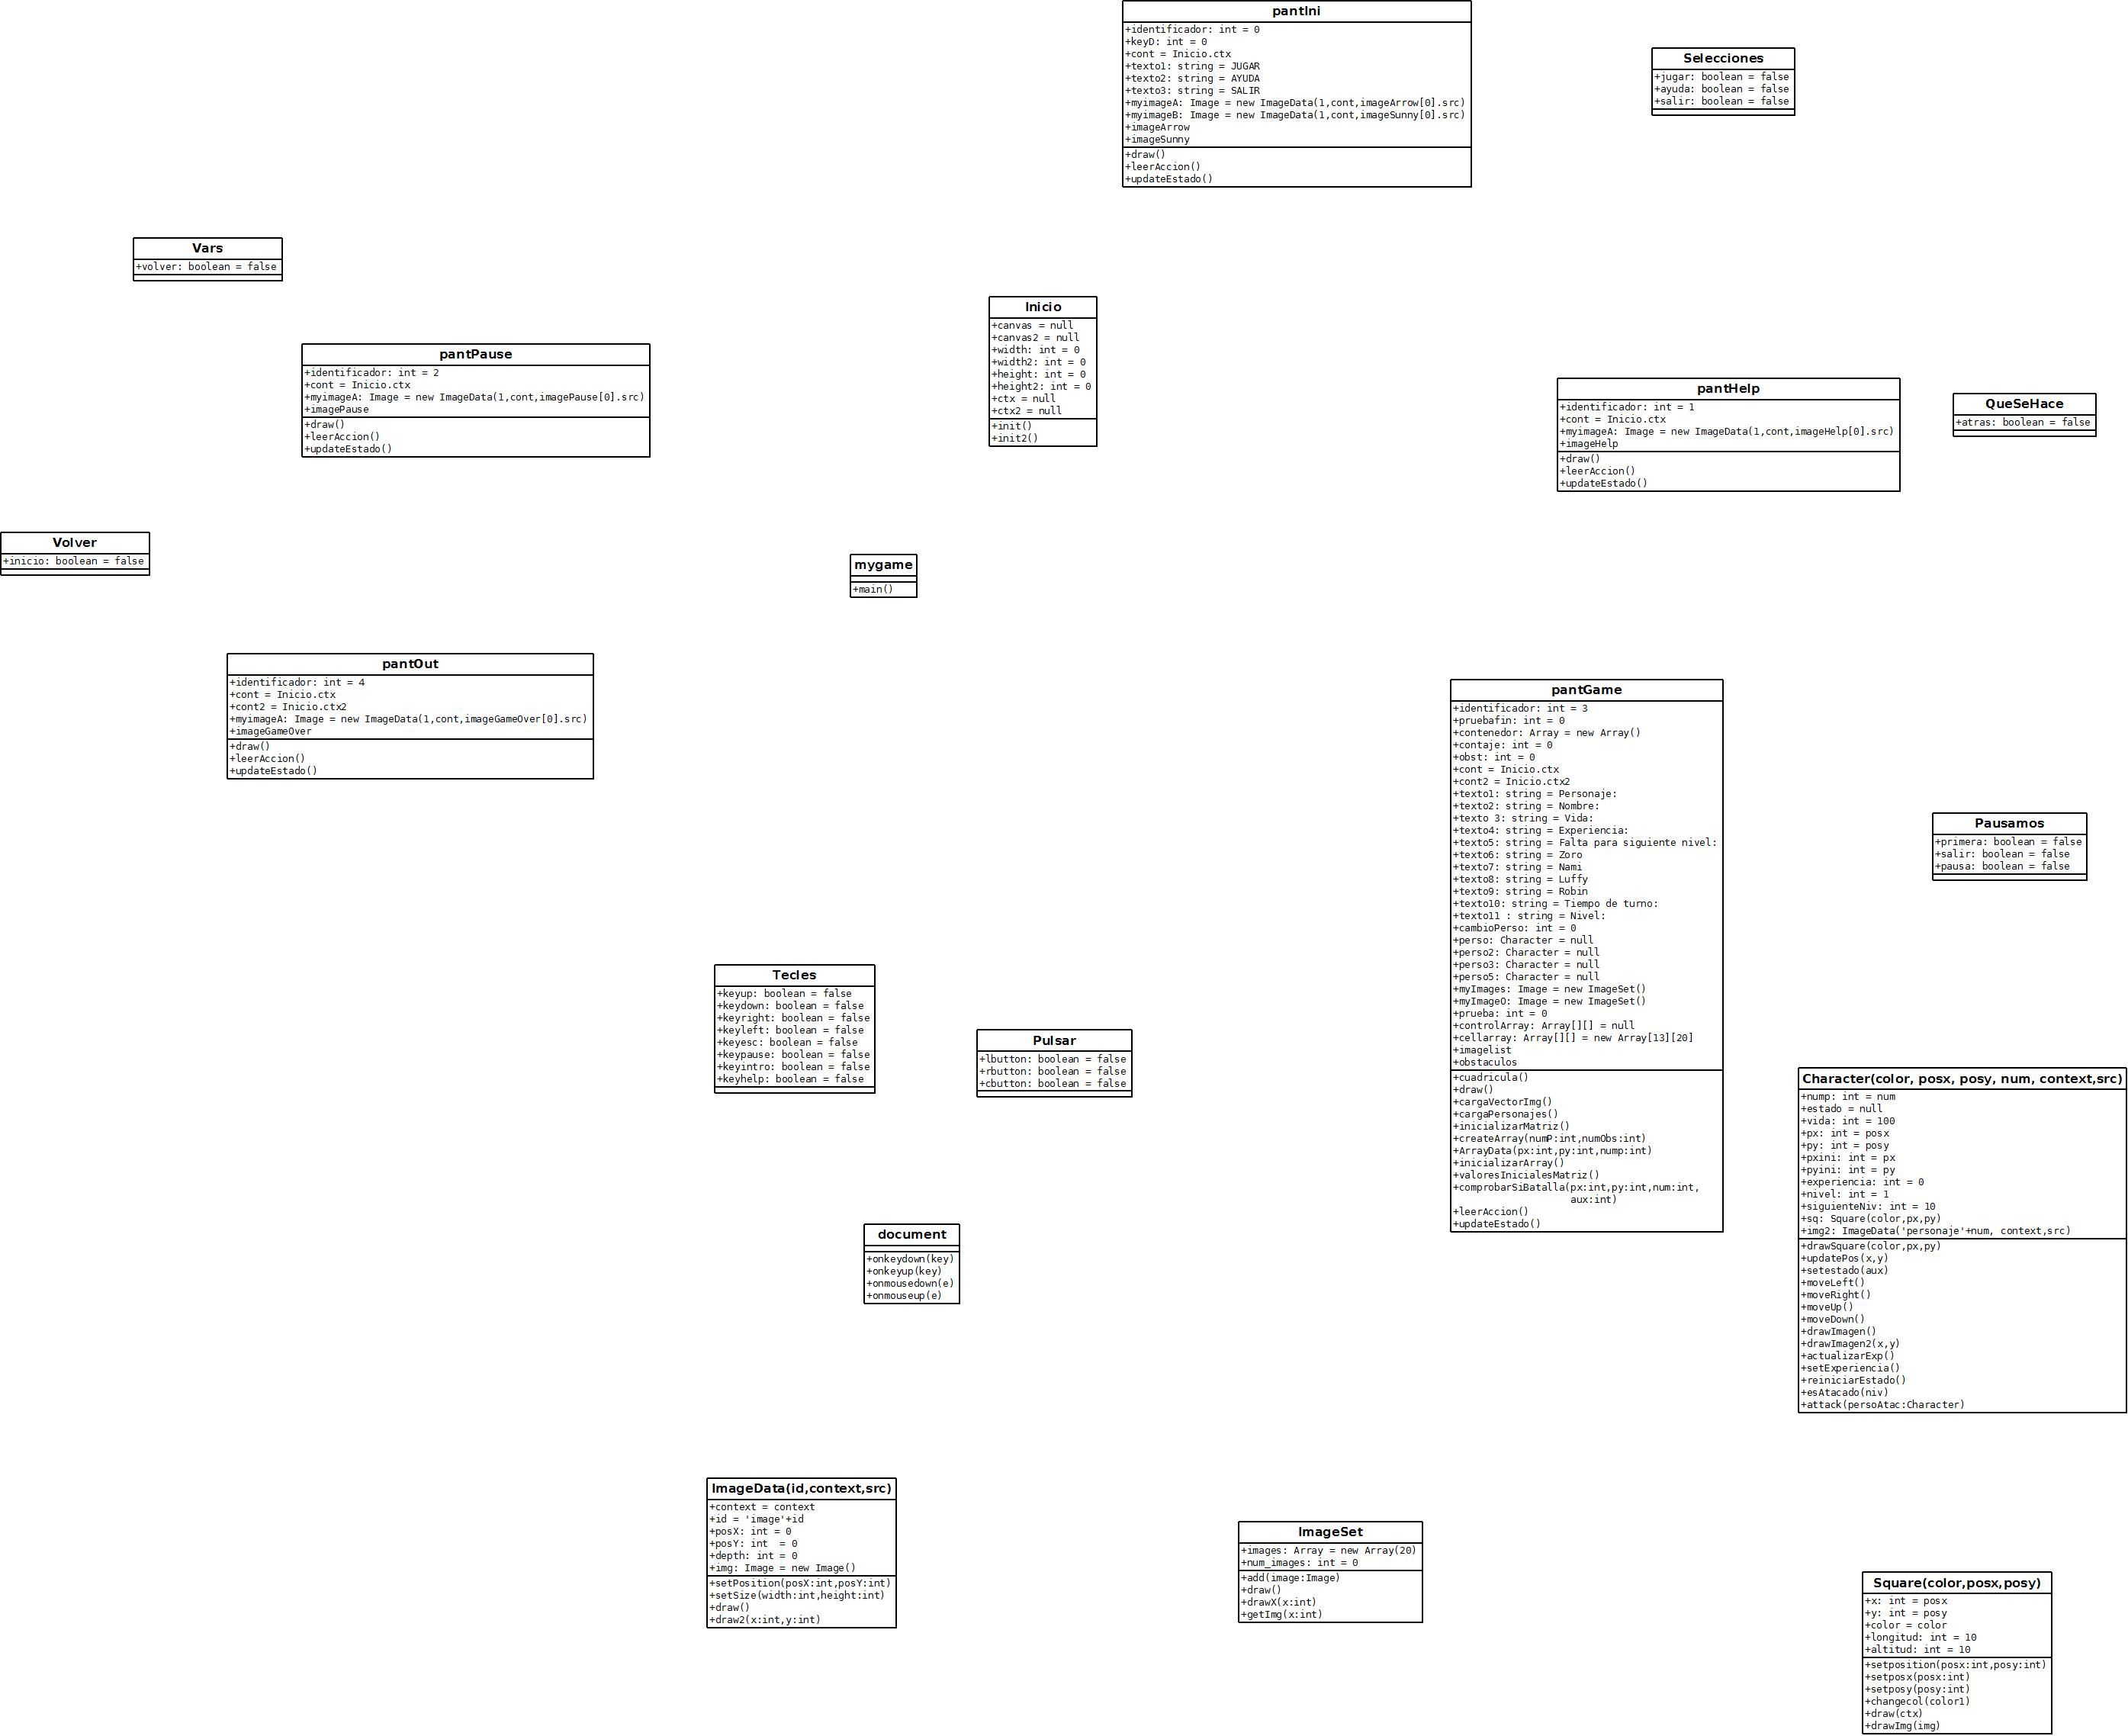 pantIni
+identificador: int = 0
+keyD: int = 0
+cont = Inicio.ctx
+texto1: string = JUGAR
+texto2: string = AYUDA
+texto3: string = SALIR
+myimageA: Image = new ImageData(1,cont,imageArrow[0].src)
+myimageB: Image = new ImageData(1,cont,imageSunny[0].src)
+imageArrow
+imageSunny
+draw()
+leerAccion()
+updateEstado()
Selecciones
+jugar: boolean = false
+ayuda: boolean = false
+salir: boolean = false
Vars
+volver: boolean = false
Inicio
+canvas = null
+canvas2 = null
+width: int = 0
+width2: int = 0
+height: int = 0
+height2: int = 0
+ctx = null
+ctx2 = null
+init()
+init2()
pantPause
+identificador: int = 2
+cont = Inicio.ctx
+myimageA: Image = new ImageData(1,cont,imagePause[0].src)
+imagePause
+draw()
+leerAccion()
+updateEstado()
pantHelp
+identificador: int = 1
+cont = Inicio.ctx
+myimageA: Image = new ImageData(1,cont,imageHelp[0].src)
+imageHelp
+draw()
+leerAccion()
+updateEstado()
QueSeHace
+atras: boolean = false
Volver
+inicio: boolean = false
mygame
+main()
pantOut
+identificador: int = 4
+cont = Inicio.ctx
+cont2 = Inicio.ctx2
+myimageA: Image = new ImageData(1,cont,imageGameOver[0].src)
+imageGameOver
+draw()
+leerAccion()
+updateEstado()
pantGame
+identificador: int = 3
+pruebafin: int = 0
+contenedor: Array = new Array()
+contaje: int = 0
+obst: int = 0
+cont = Inicio.ctx
+cont2 = Inicio.ctx2
+texto1: string = Personaje:
+texto2: string = Nombre:
+texto 3: string = Vida:
+texto4: string = Experiencia:
+texto5: string = Falta para siguiente nivel:
+texto6: string = Zoro
+texto7: string = Nami
+texto8: string = Luffy
+texto9: string = Robin
+texto10: string = Tiempo de turno:
+texto11 : string = Nivel:
+cambioPerso: int = 0
+perso: Character = null
+perso2: Character = null
+perso3: Character = null
+perso5: Character = null
+myImages: Image = new ImageSet()
+myImageO: Image = new ImageSet()
+prueba: int = 0
+controlArray: Array[][] = null
+cellarray: Array[][] = new Array[13][20]
+imagelist
+obstaculos
+cuadricula()
+draw()
+cargaVectorImg()
+cargaPersonajes()
+inicializarMatriz()
+createArray(numP:int,numObs:int)
+ArrayData(px:int,py:int,nump:int)
+inicializarArray()
+valoresInicialesMatriz()
+comprobarSiBatalla(px:int,py:int,num:int,
aux:int)
+leerAccion()
+updateEstado()
Pausamos
+primera: boolean = false
+salir: boolean = false
+pausa: boolean = false
Tecles
+keyup: boolean = false
+keydown: boolean = false
+keyright: boolean = false
+keyleft: boolean = false
+keyesc: boolean = false
+keypause: boolean = false
+keyintro: boolean = false
+keyhelp: boolean = false
Pulsar
+lbutton: boolean = false
+rbutton: boolean = false
+cbutton: boolean = false
Character(color, posx, posy, num, context,src)
+nump: int = num
+estado = null
+vida: int = 100
+px: int = posx
+py: int = posy
+pxini: int = px
+pyini: int = py
+experiencia: int = 0
+nivel: int = 1
+siguienteNiv: int = 10
+sq: Square(color,px,py)
+img2: ImageData('personaje'+num, context,src)
+drawSquare(color,px,py)
+updatePos(x,y)
+setestado(aux)
+moveLeft()
+moveRight()
+moveUp()
+moveDown()
+drawImagen()
+drawImagen2(x,y)
+actualizarExp()
+setExperiencia()
+reiniciarEstado()
+esAtacado(niv)
+attack(persoAtac:Character)
document
+onkeydown(key)
+onkeyup(key)
+onmousedown(e)
+onmouseup(e)
ImageData(id,context,src)
+context = context
+id = 'image'+id
+posX: int = 0
+posY: int  = 0
+depth: int = 0
+img: Image = new Image()
+setPosition(posX:int,posY:int)
+setSize(width:int,height:int)
+draw()
+draw2(x:int,y:int)
ImageSet
+images: Array = new Array(20)
+num_images: int = 0
+add(image:Image)
+draw()
+drawX(x:int)
+getImg(x:int)
Square(color,posx,posy)
+x: int = posx
+y: int = posy
+color = color
+longitud: int = 10
+altitud: int = 10
+setposition(posx:int,posy:int)
+setposx(posx:int)
+setposy(posy:int)
+changecol(color1)
+draw(ctx)
+drawImg(img)